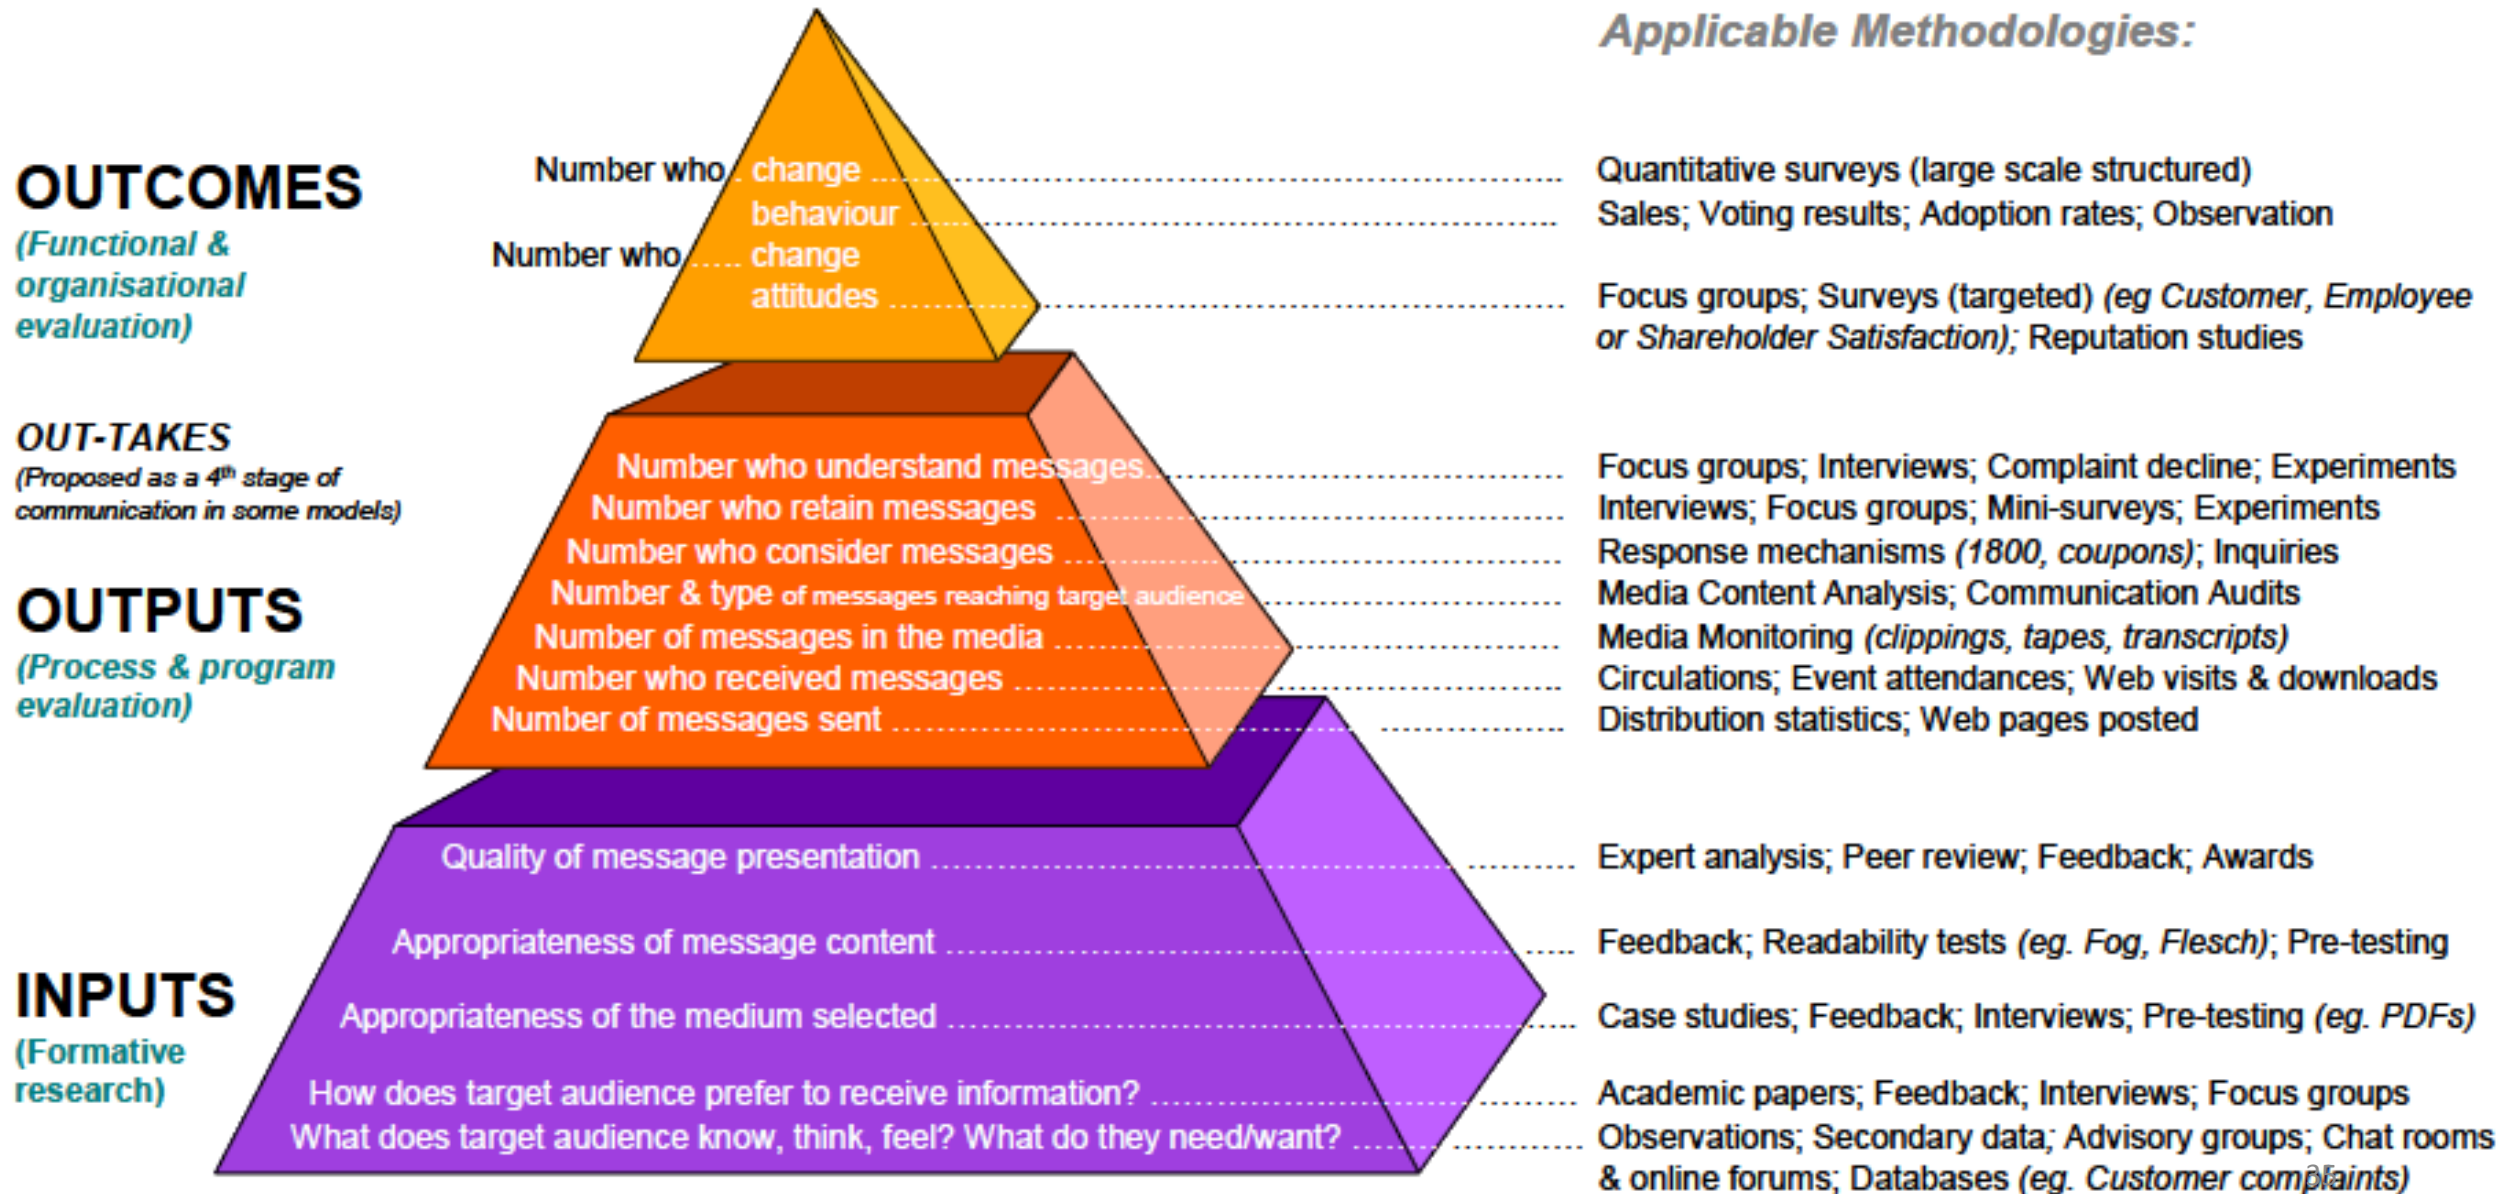 Applicable Methodologies:
OUTCOMES
(Functional &
organisational
evaluation)
Number who change
behaviour
Number who change
attitudes
Quantitative surveys (large scale structured)
Sales; Voting results; Adoption rates; Observation
Focus groups; Surveys (targeted) (eg Customer, Employee
or Shareholder Satisfaction); Reputation studies
OUT-TAKES
(Proposed as a 4th stage of
communication in some models)
OUTPUTS
(Process & program
evaluation)
Number who understand messages
Focus groups; Interviews; Complaint decline; Experiments
Number who retain messages
Interviews; Focus groups; Mini-surveys; Experiments
Number who consider messages
Response mechanisms (1800, coupons); Inquiries
Number & type of messages reaching target audience
Media Content Analysis; Communication Audits
Number of messages in the media
Media Monitoring (clippings, tapes, transcripts)
Number who received messages
Circulations; Event attendances; Web visits & downloads
Number of messages sent
Distribution statistics; Web pages posted
INPUTS
(Formative
research)
Quality of message presentation
Expert analysis; Peer review; Feedback; Awards
Appropriateness of message content
Feedback; Readability tests (eg. Fog, Flesch); Pre-testing
Appropriateness of the medium selected
Case studies; Feedback; Interviews; Pre-testing (eg. PDFs)
How does target audience prefer to receive information?
Academic papers; Feedback; Interviews; Focus groups
What does target audience know, think, feel? What do they need/want?
Observations; Secondary data; Advisory groups; Chat rooms
& online forums; Databases (eg. Customer complaints)